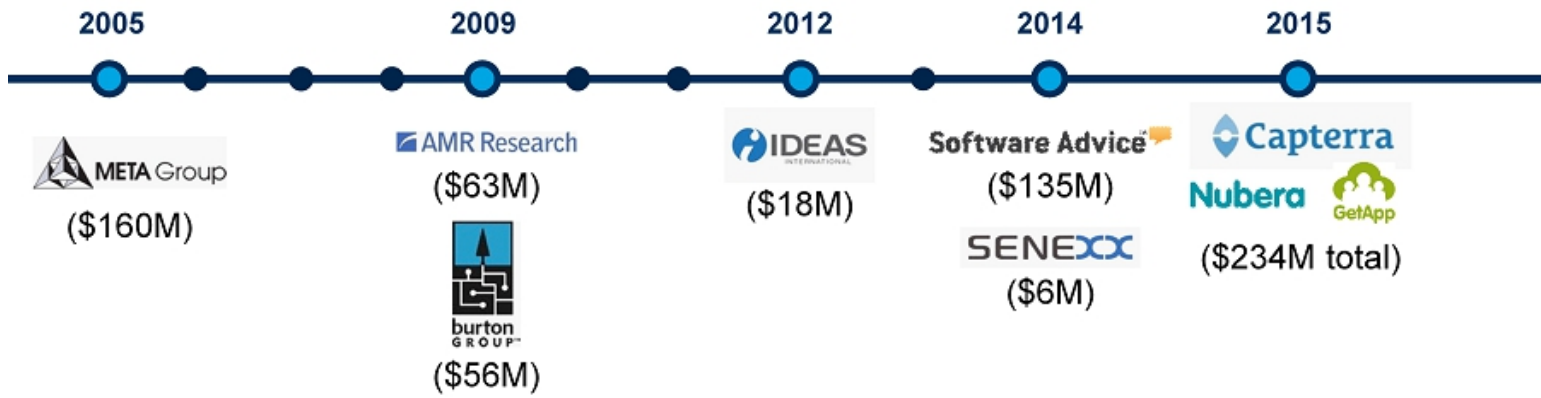 2005
2009
2012
2014
2015
META Group
($160M)
AMR Research
($63M)
burton
GROUP™
($56M)
IDEAS
INTERNATIONAL
($18M)
Software Advice
($135M)
SENEXX
($6M)
Capterra
Nubera
GetApp
($234M total)